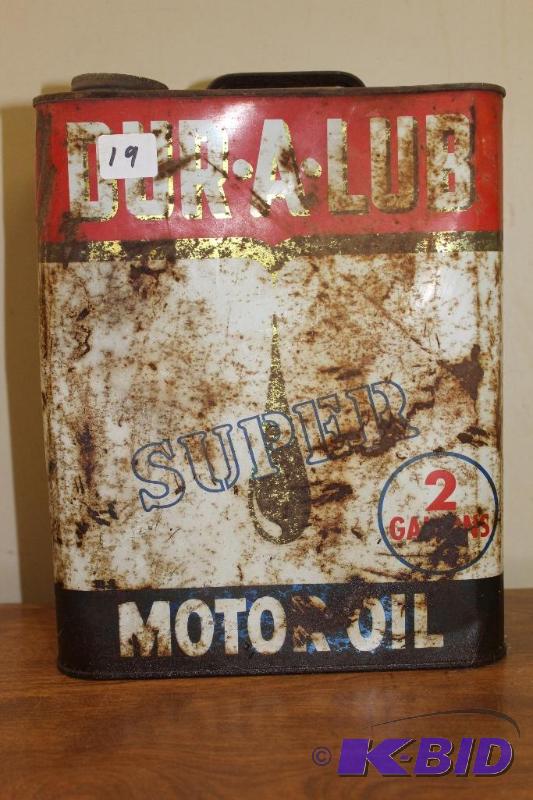 DUR·A·LUB
19
SUPER
2
GALLONS
MOTOR OIL
© K-BID